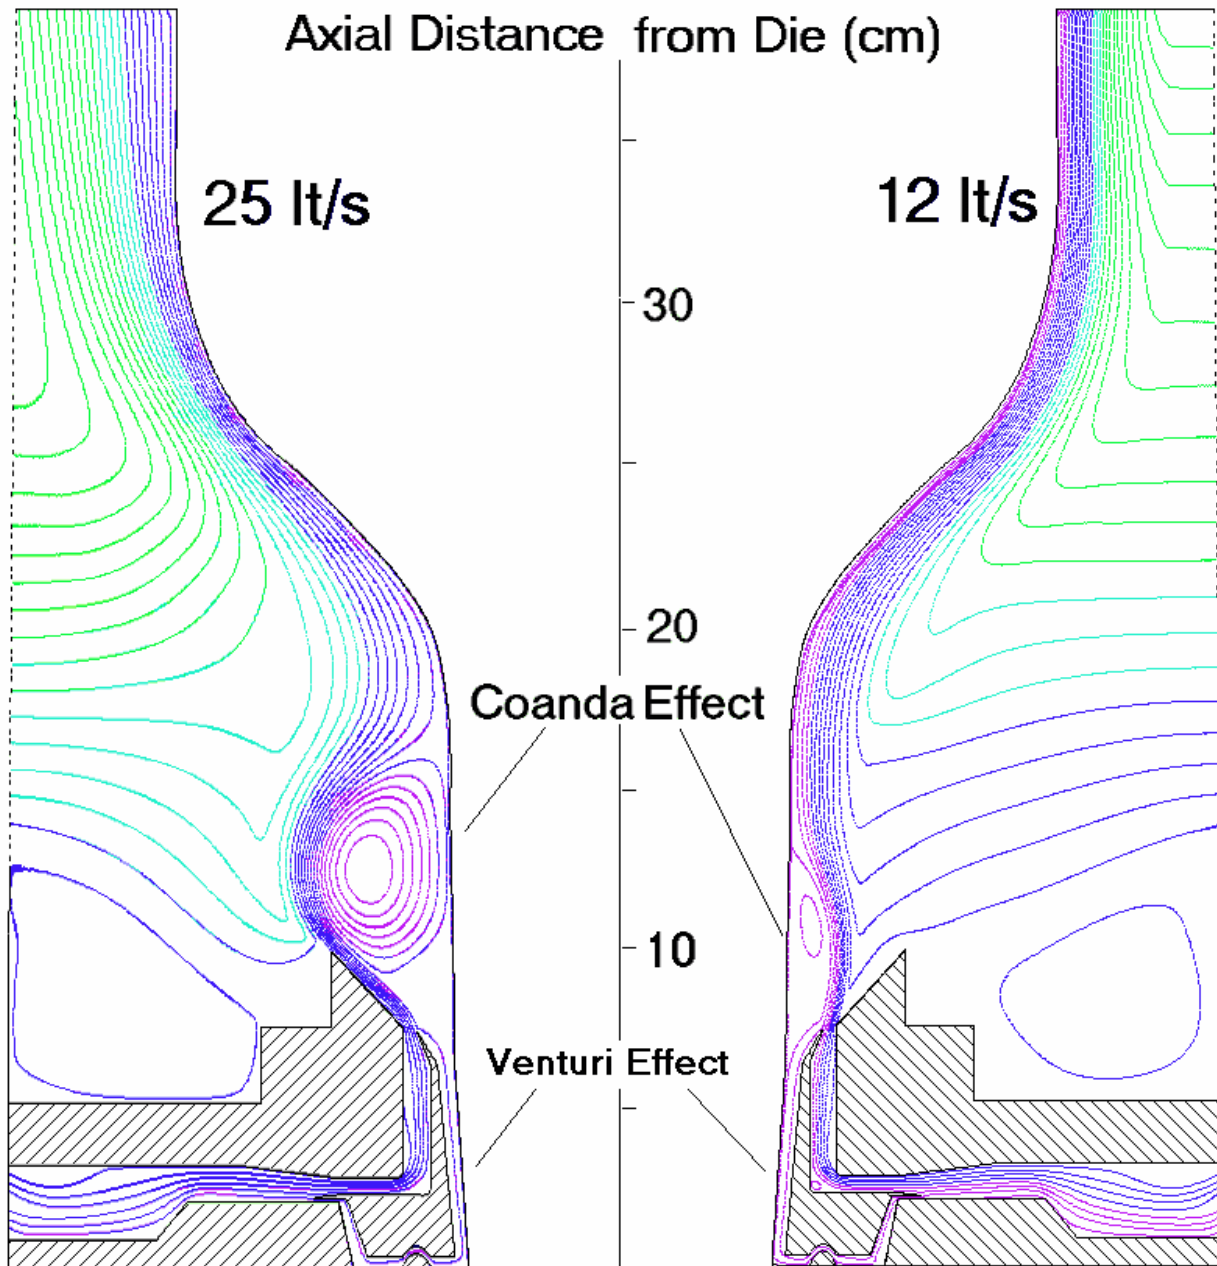 Axial Distance from Die (cm)
25 lt/s
12 lt/s
30
20
Coanda Effect
10
Venturi Effect